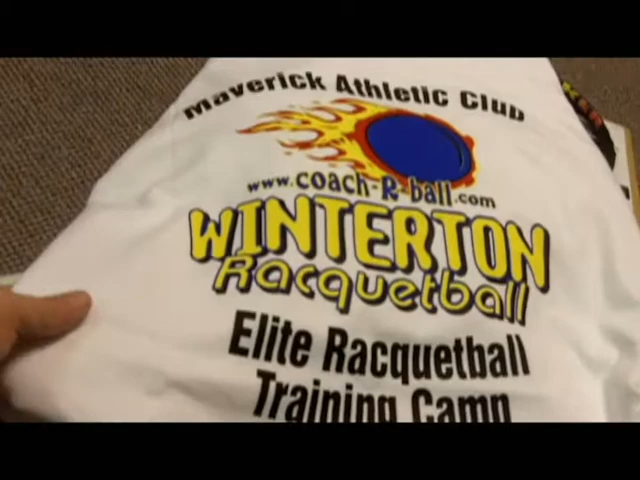 Maverick Athletic Club
www.coach-R-ball.com
WINTERTON
Racquetball
Elite Racquetball
Training Camp